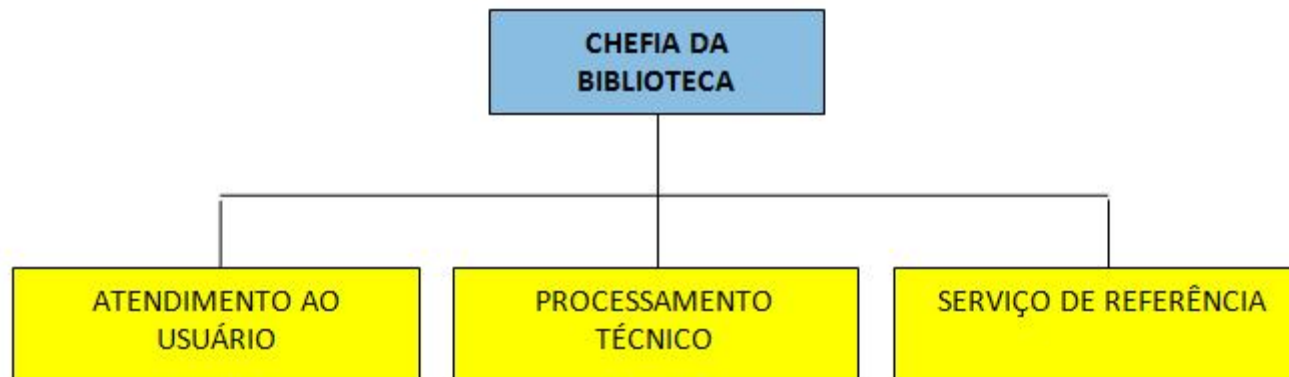 CHEFIA DA
BIBLIOTECA
ATENDIMENTO AO
USUÁRIO
PROCESSAMENTO
TÉCNICO
SERVIÇO DE REFERÊNCIA